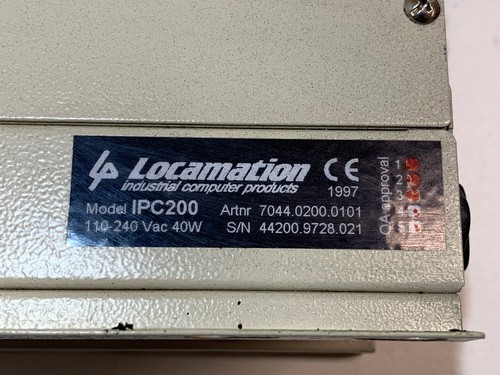 Locamation CE
industrial computer products 1997
Model IPC200 Artnr 7044.0200.0101
110-240 Vac 40W S/N 44200.9728.021
QA approval
1
2
3
4
5